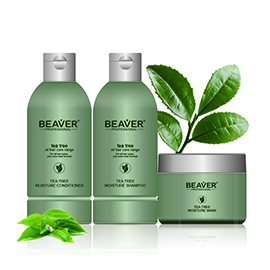 BEAVER
PROFESSIONAL
tea tree
oil hair care range
TEA TREE
MOISTURE CONDITIONER
BEAVER
PROFESSIONAL
tea tree
oil hair care range
TEA TREE
MOISTURE SHAMPOO
BEAVER
PROFESSIONAL
TEA TREE
MOISTURE MASK